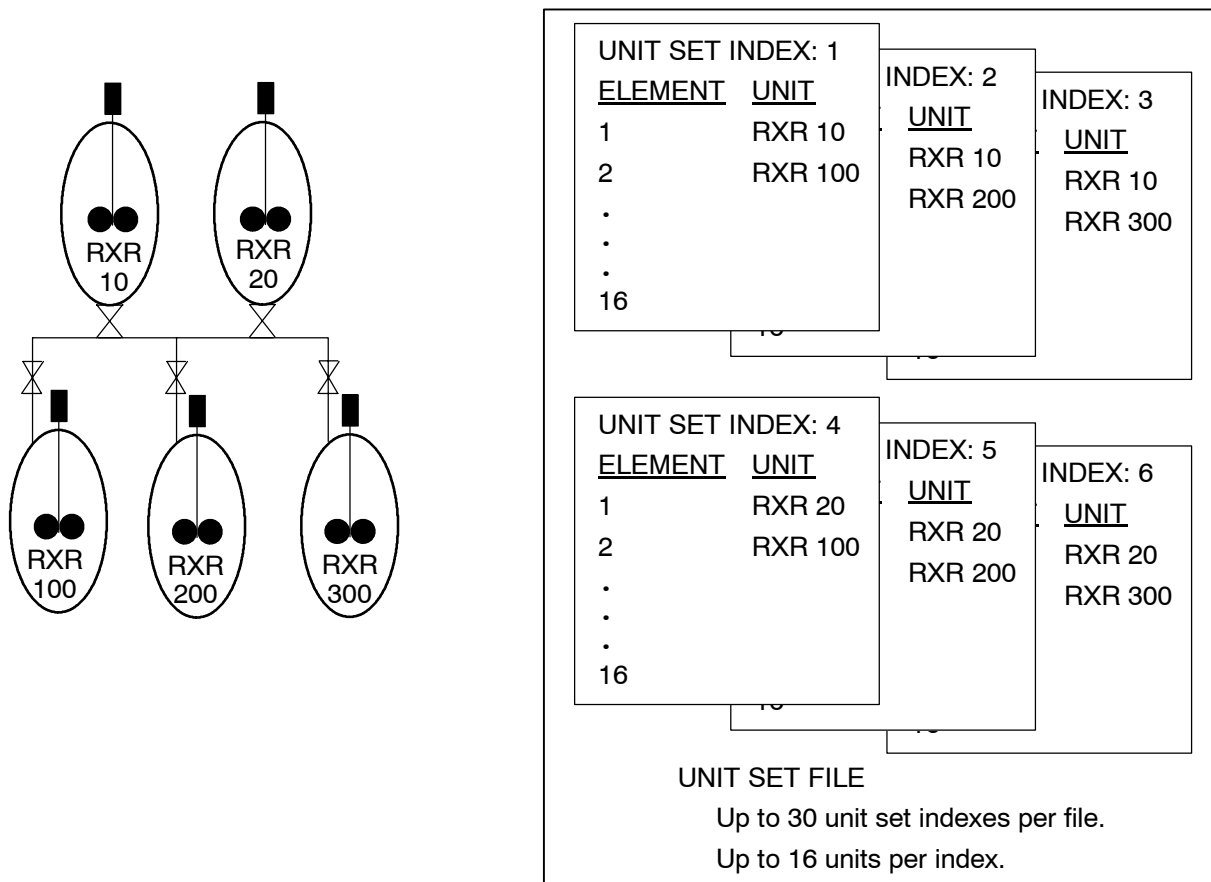 RXR
10
RXR
20
RXR
100
RXR
200
RXR
300
UNIT SET INDEX: 1
ELEMENT UNIT
1 RXR 10
2 RXR 100
.
.
.
16
INDEX: 2
UNIT
RXR 10
RXR 200
INDEX: 3
UNIT
RXR 10
RXR 300
UNIT SET INDEX: 4
ELEMENT UNIT
1 RXR 20
2 RXR 100
.
.
.
16
INDEX: 5
UNIT
RXR 20
RXR 200
INDEX: 6
UNIT
RXR 20
RXR 300
UNIT SET FILE
Up to 30 unit set indexes per file.
Up to 16 units per index.